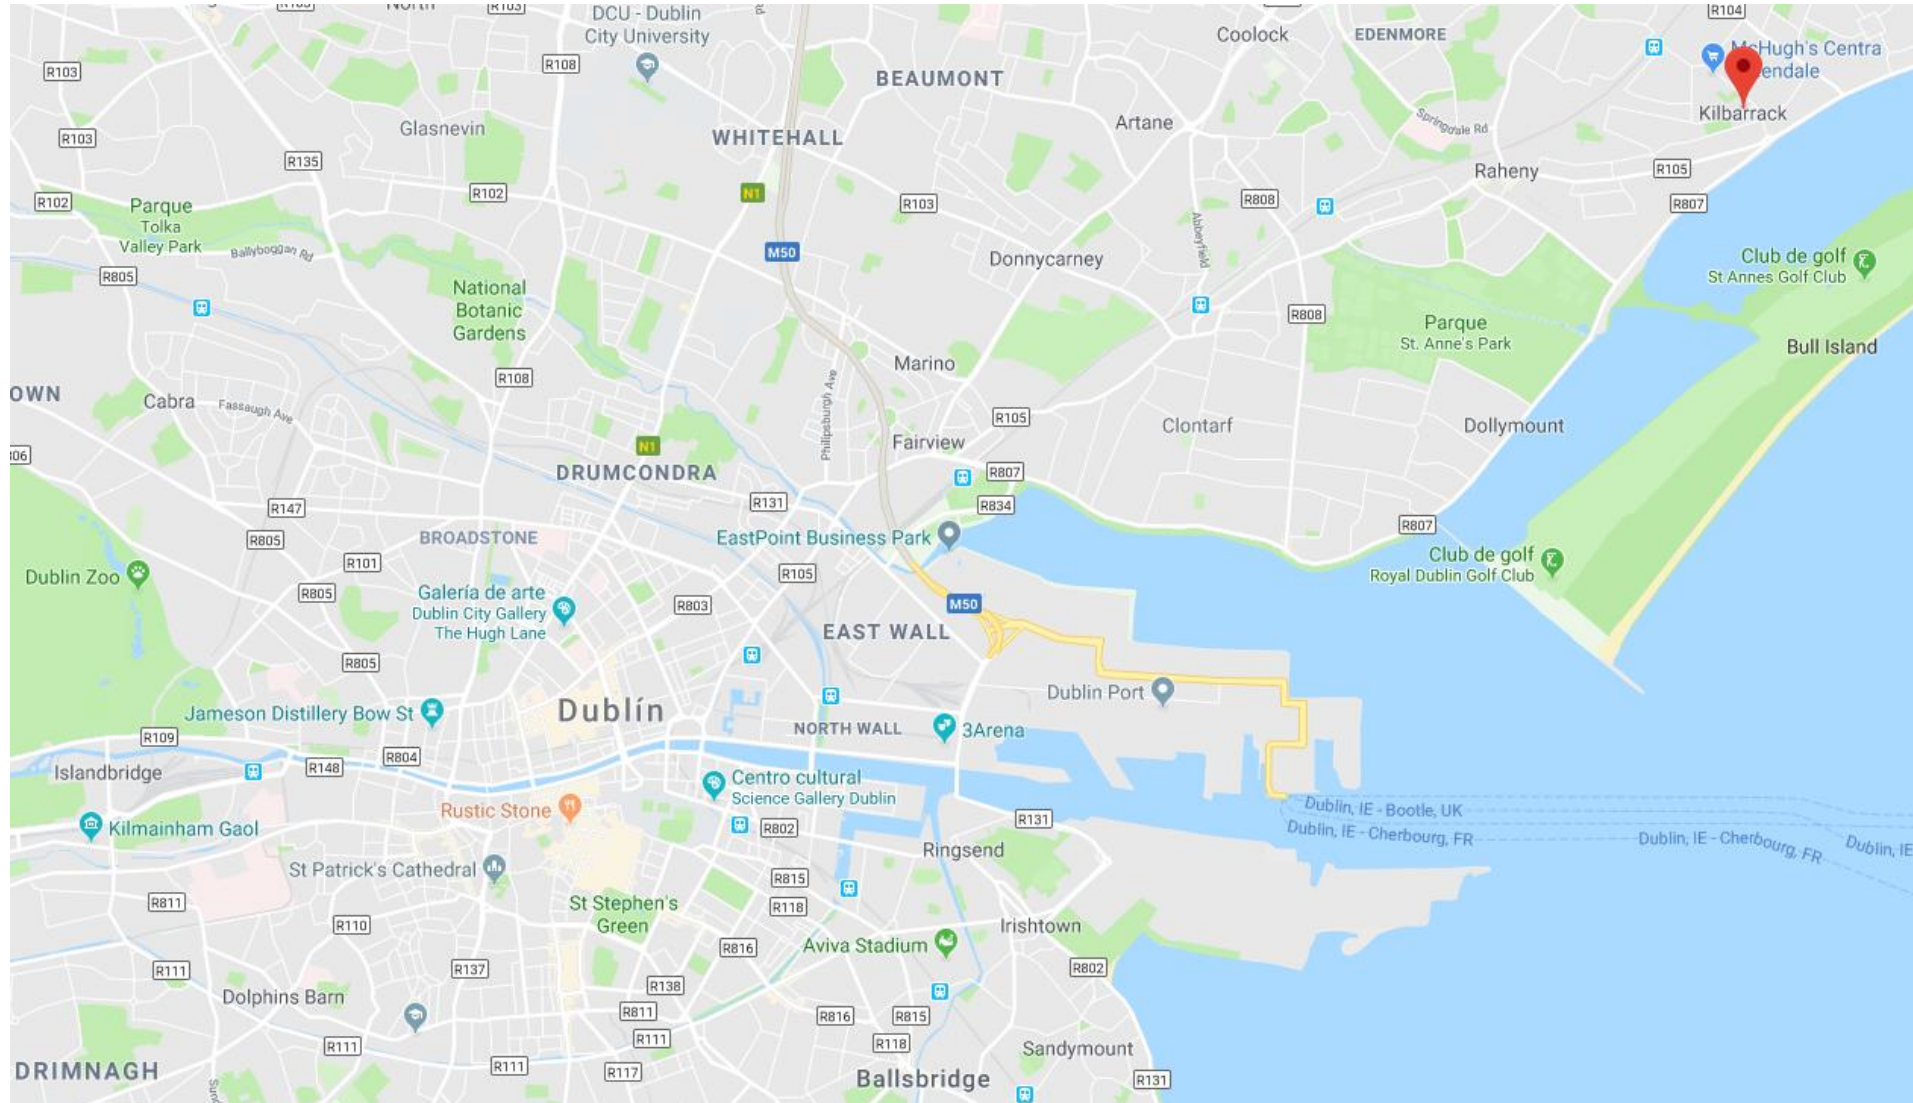 R103
North
R103
DCU - Dublin
City University
Rd
Coolock
EDENMORE
R104
R103
R108
BEAUMONT
McHugh's Centra
endale
Kilbarrack
R103
Glasnevin
WHITEHALL
Artane
Springdale Rd
R135
Raheny
R105
R102
R102
N1
R103
R808
R807
Parque
Tolka
Valley Park
Ballyboggan Rd
M50
Abbeyfield
Donnycarney
Club de golf
St Annes Golf Club
R805
National
Botanic
Gardens
R808
Parque
St. Anne's Park
Bull Island
Marino
R108
OWN
Cabra
Fassaugh Ave
Philipsburgh Ave
R105
Clontarf
Dollymount
Fairview
N1
R807
DRUMCONDRA
R131
R834
R147
R807
BROADSTONE
EastPoint Business Park
R805
R101
R105
Club de golf
Royal Dublin Golf Club
Dublin Zoo
R805
Galería de arte
Dublin City Gallery
The Hugh Lane
R803
M50
EAST WALL
R805
Dublin Port
Jameson Distillery Bow St
Dublín
NORTH WALL
3Arena
R109
R804
Islandbridge
R148
Centro cultural
Science Gallery Dublin
Rustic Stone
Dublin, IE - Bootle, UK
Dublin, IE - Cherbourg, FR
Dublin, IE - Cherbourg, FR
Dublin, IE
Kilmainham Gaol
R802
R131
Ringsend
St Patrick's Cathedral
R815
R811
R118
St Stephen's
Green
R110
Irishtown
R816
Aviva Stadium
R111
R137
R802
R138
Dolphins Barn
R811
R816
R815
R111
R111
R118
Sandymount
DRIMNAGH
R111
R117
Ballsbridge
R131